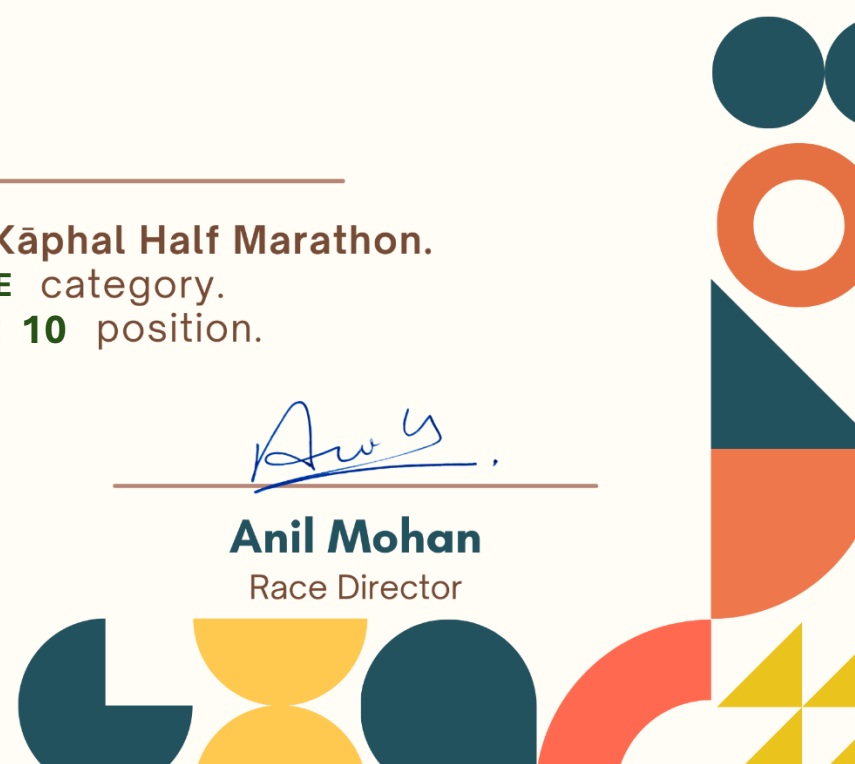 Kāphal Half Marathon.
E category.
10 position.
Anil Mohan
Race Director